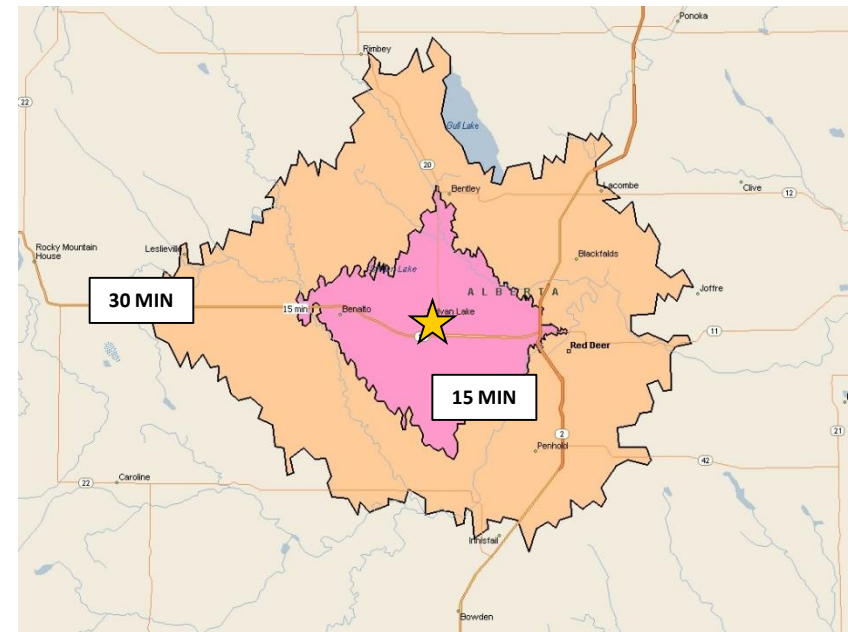 Ponoka
Rimbey
22
Gull Lake
20
Bentley
Lacombe
Clive
12
Rocky Mountain
House
Leslieville
Blackfalds
Lake
ALBERTA
Joffre
30 MIN
15 min
Benalto
lvan Lake
11
Red Deer
15 MIN
2
Penhold
21
42
Caroline
22
Innisfail
Bowden